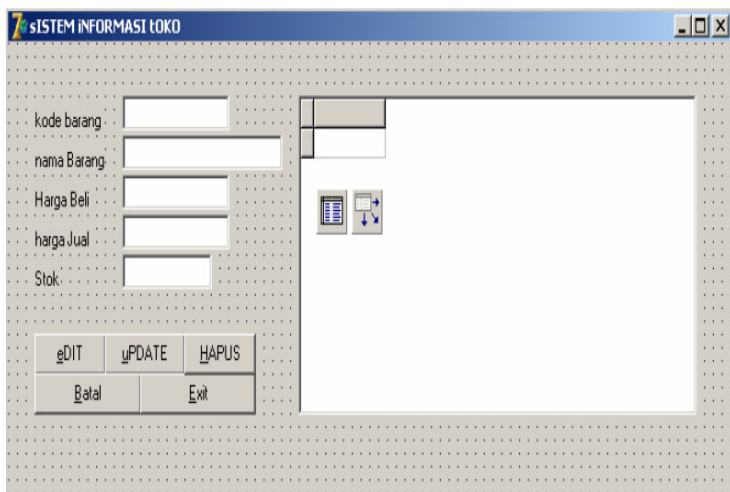 sISTEM iNFORMASI tOKO
kode barang
nama Barang
Harga Beli
harga Jual
Stok
eDIT uPDATE HAPUS
Batal Exit